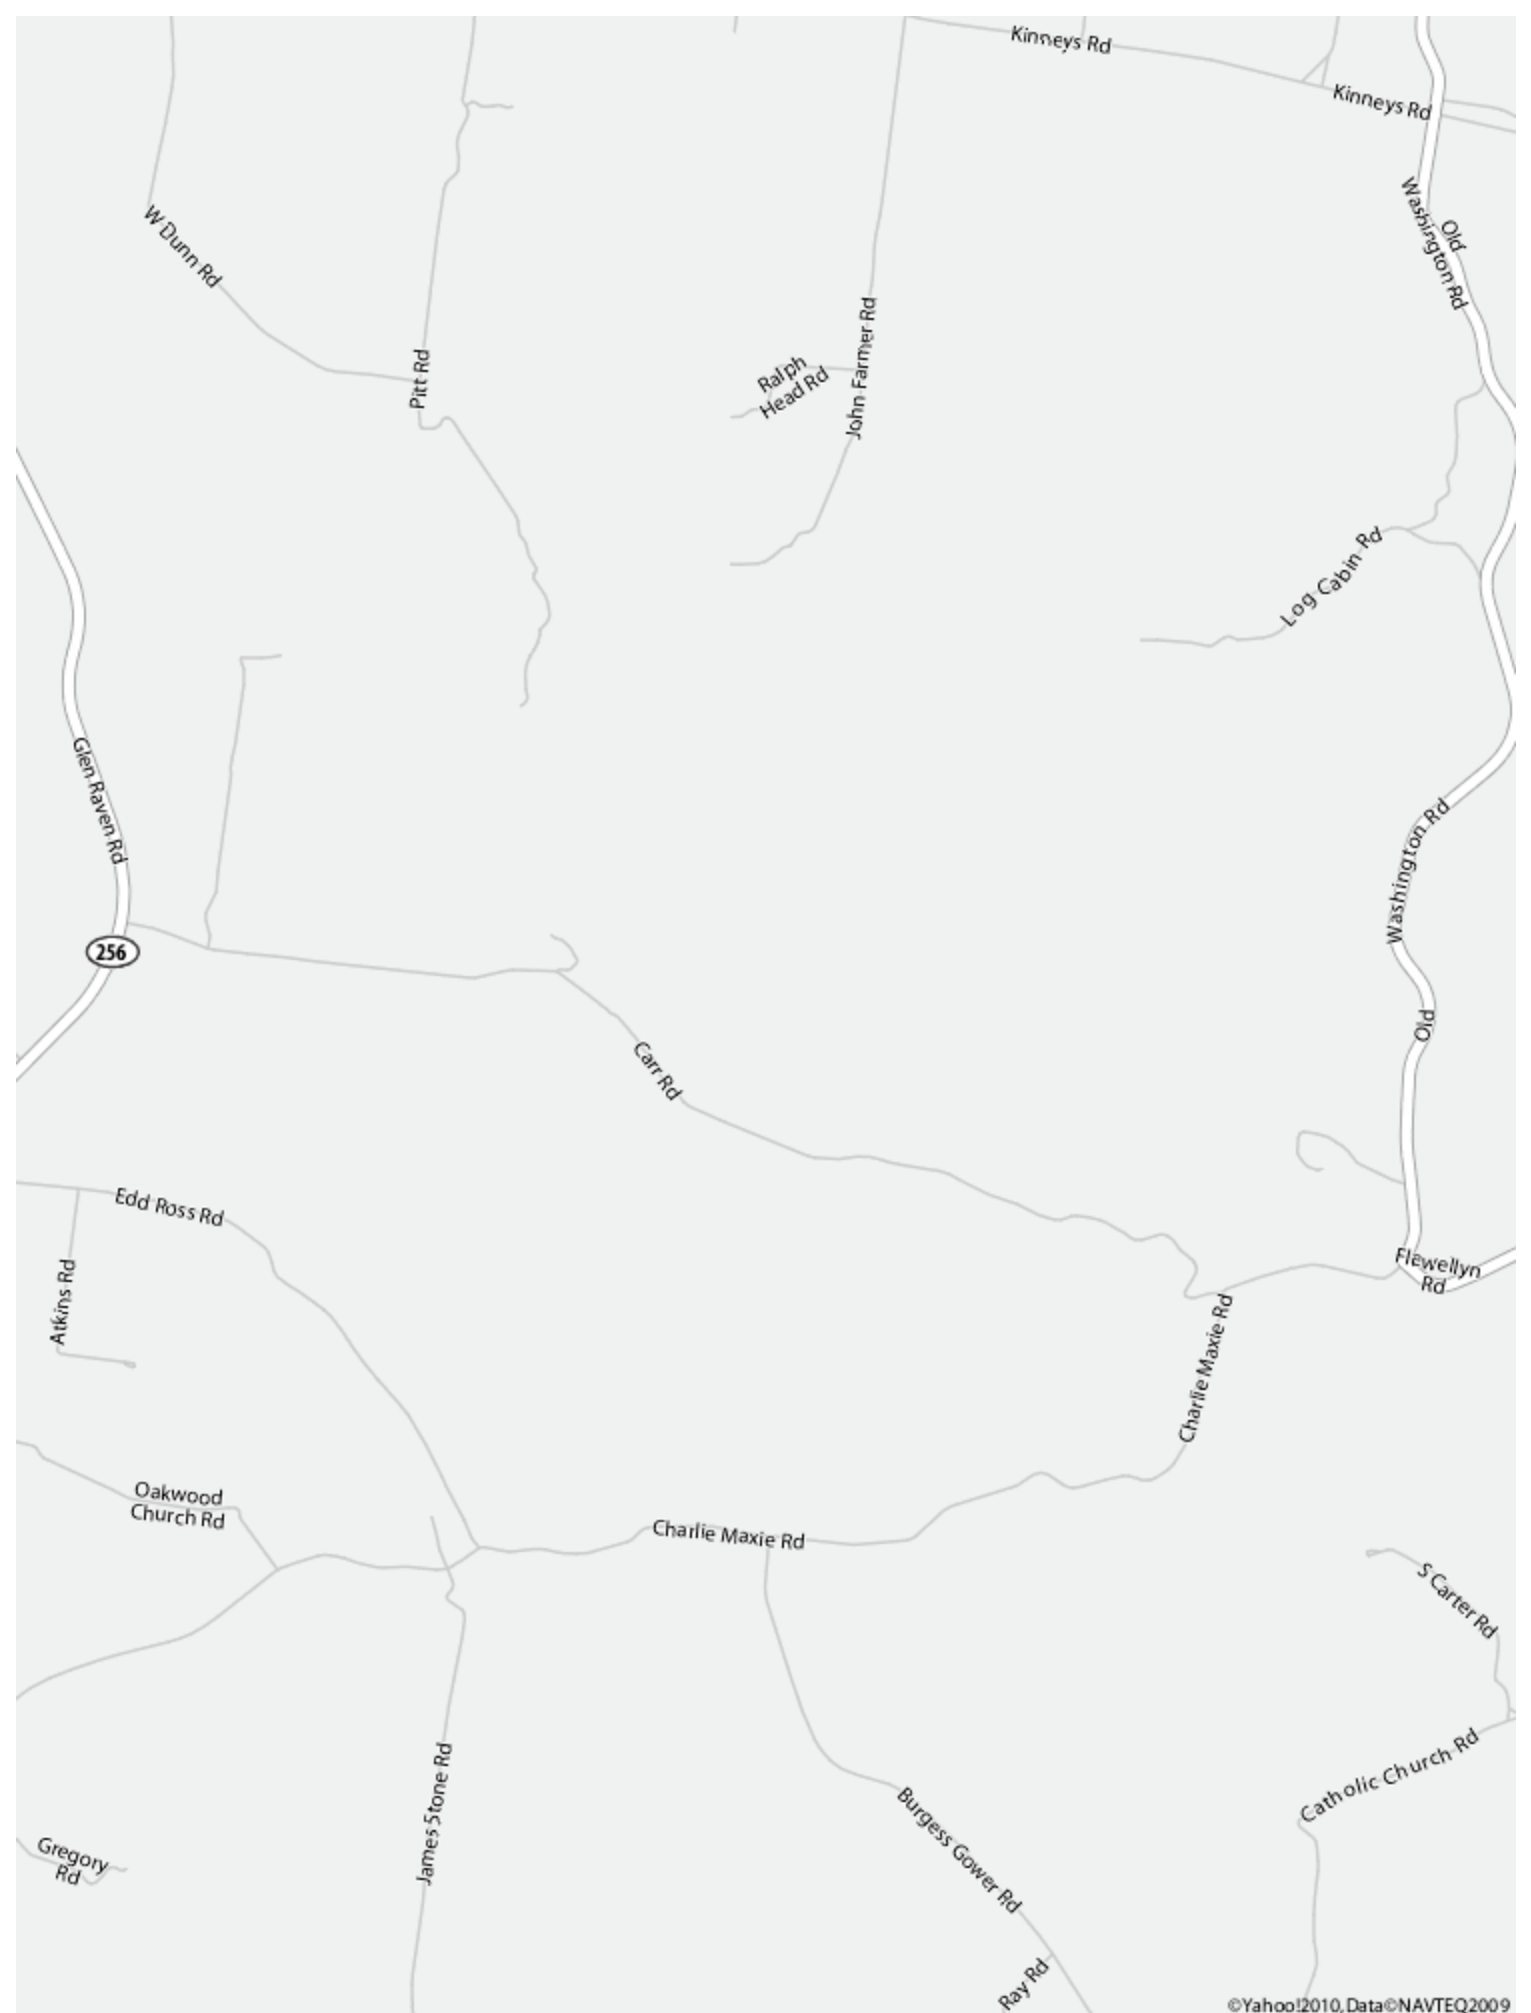 Kinneys Rd
Kinneys Rd
W Dunn Rd
Old
Washington Rd
Pitt Rd
John Farmer Rd
Ralph
Head Rd
Log Cabin Rd
Glen Raven Rd
Washington Rd
256
Old
Carr Rd
Edd Ross Rd
Atkins Rd
Flewellyn
Rd
Charlie Maxie Rd
Oakwood
Church Rd
Charlie Maxie Rd
S Carter Rd
James Stone Rd
Catholic Church Rd
Burgess Gower Rd
Gregory
Rd
Ray Rd
©Yahoo!2010, Data©NAVTEQ2009